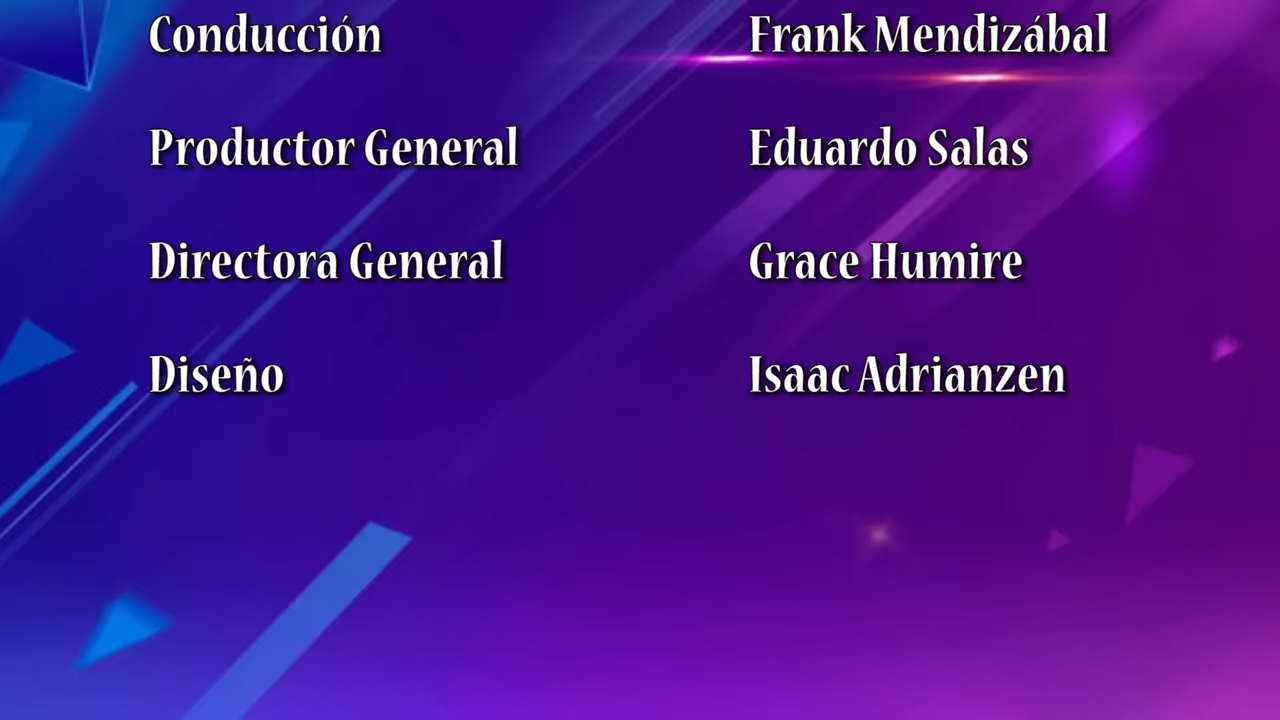 Conducción Frank Mendizábal
Productor General Eduardo Salas
Directora General Grace Humire
Diseño Isaac Adrianzen